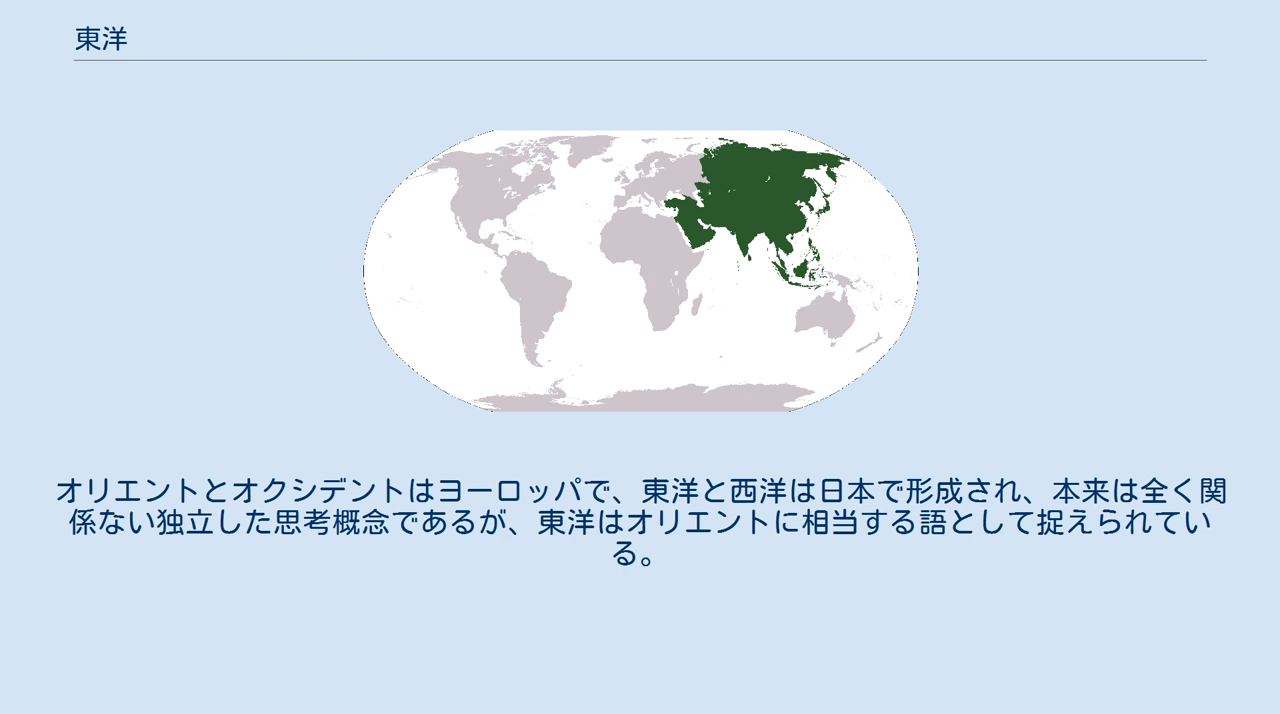 東洋
オリエントとオクシデントはヨーロッパで、東洋と西洋は日本で形成され、本来は全く関
係ない独立した思考概念であるが、東洋はオリエントに相当する語として捉えられてい
る。